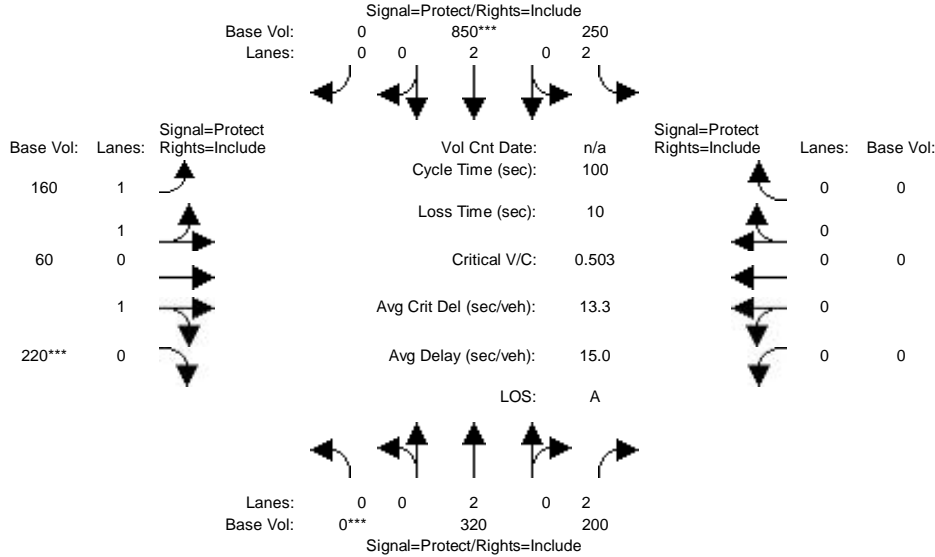 Signal=Protect/Rights=Include
Base Vol: 0 850*** 250
Lanes: 0 0 2 0 2
Signal=Protect
Base Vol: Lanes: Rights=Include
Vol Cnt Date: n/a
Signal=Protect
Rights=Include Lanes: Base Vol:
Cycle Time (sec): 100
160 1
0 0
Loss Time (sec): 10
1
0
60 0
Critical V/C: 0.503
0 0
1
Avg Crit Del (sec/veh): 13.3
0
220*** 0
Avg Delay (sec/veh): 15.0
0 0
LOS: A
Lanes: 0 0 2 0 2
Base Vol: 0*** 320 200
Signal=Protect/Rights=Include